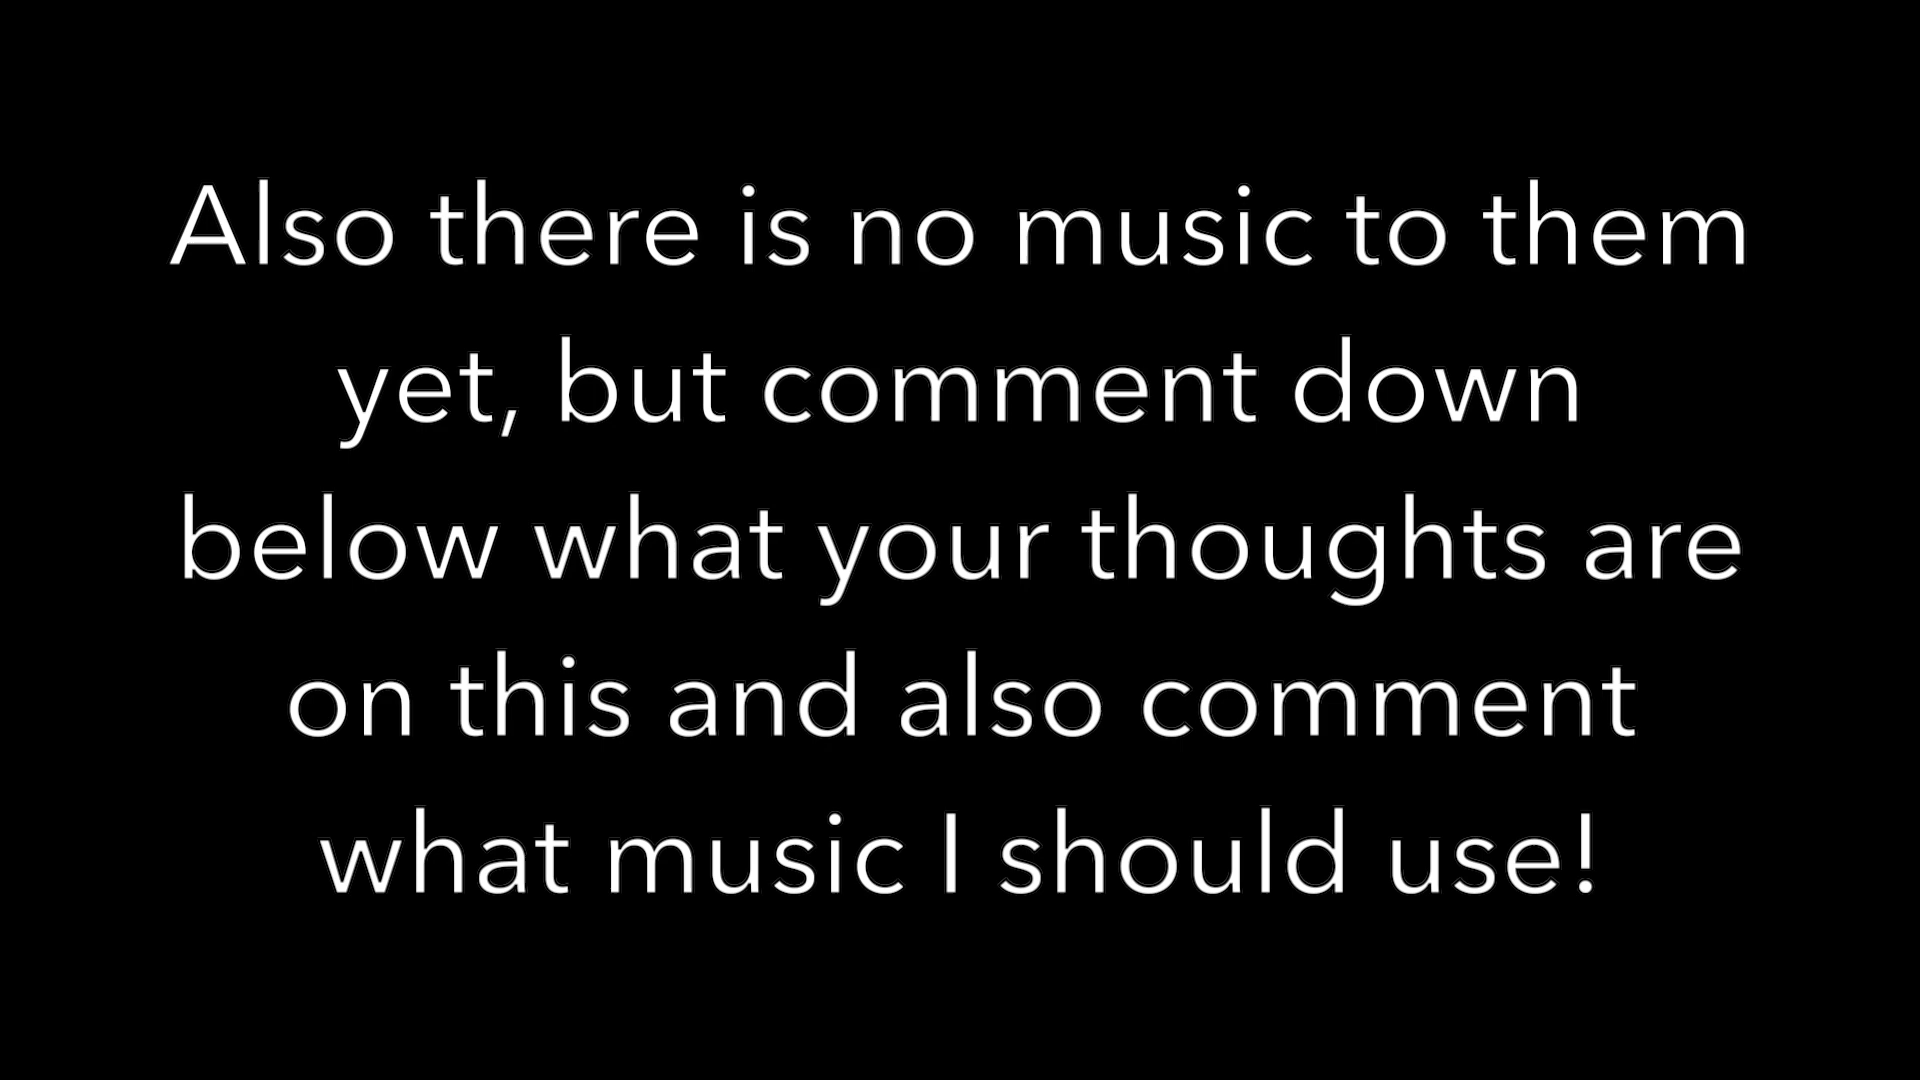 Also there is no music to them
yet, but comment down
below what your thoughts are
on this and also comment
what music I should use!